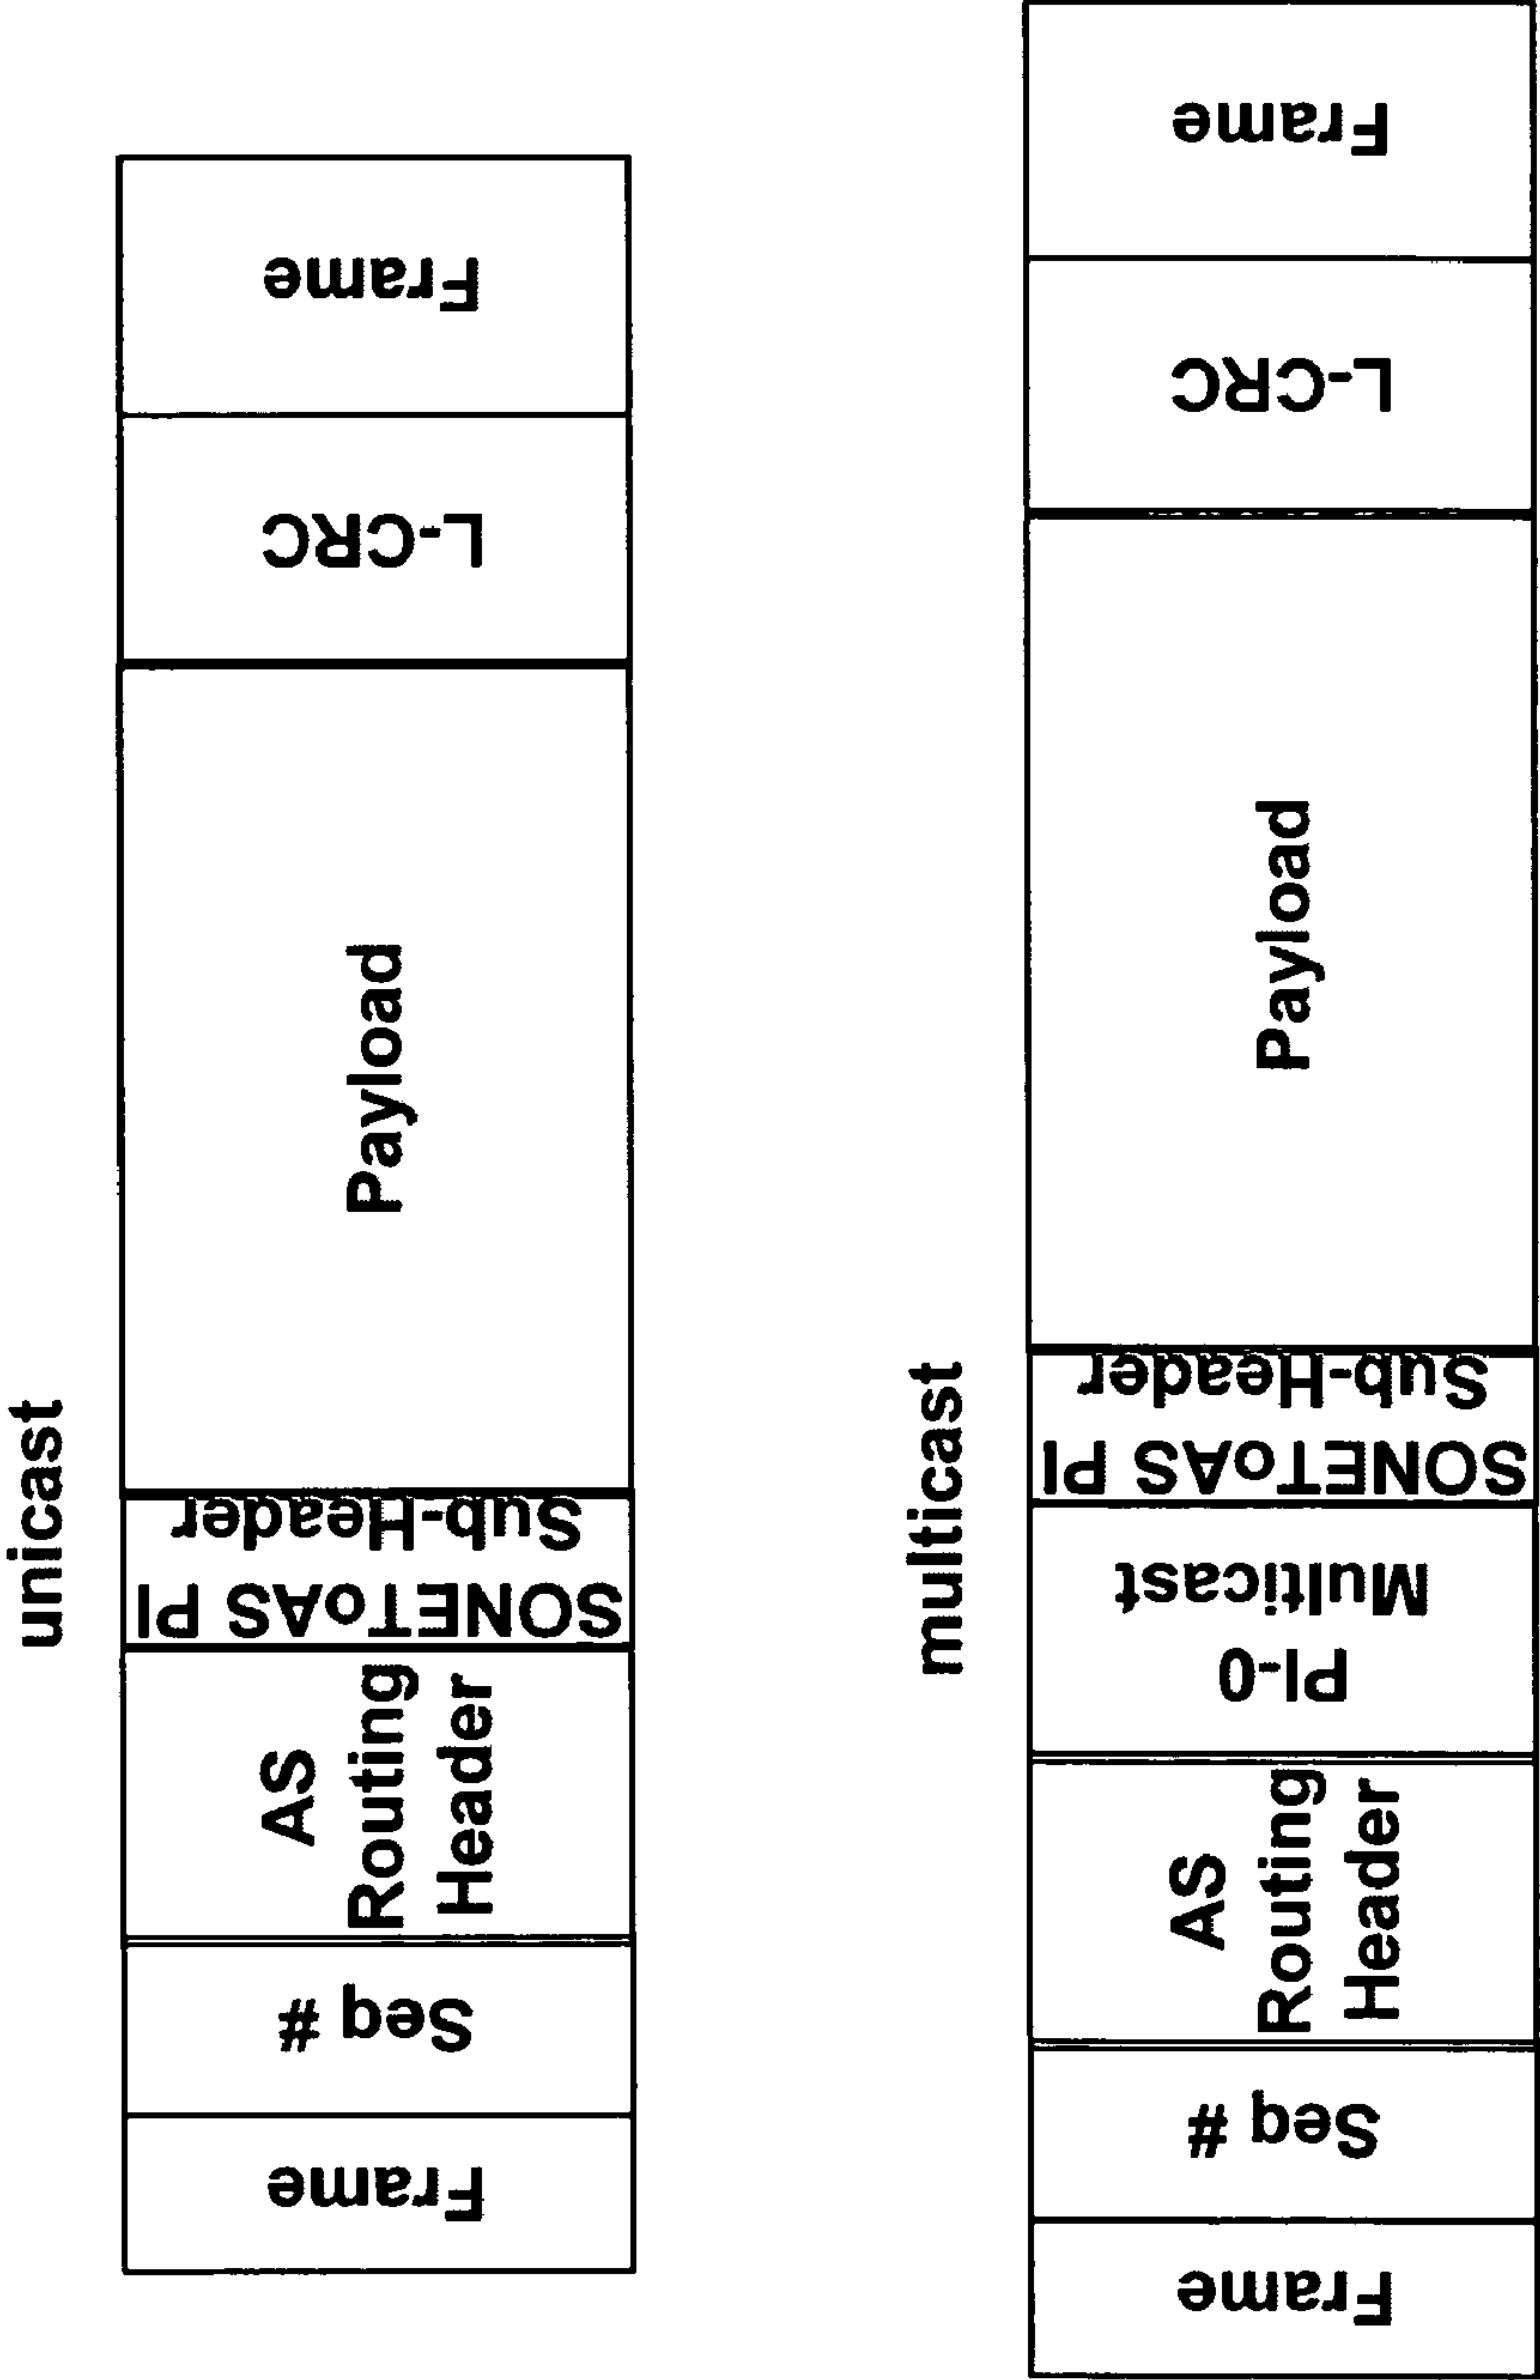 unicast
Frame
Seq #
AS
Routing
Header
SONEToAS PI
Sub-Header
Payload
L-CRC
Frame
multicast
Frame
Seq #
AS
Routing
Header
PI-0
Multicast
SONEToAS PI
Sub-Header
Payload
L-CRC
Frame